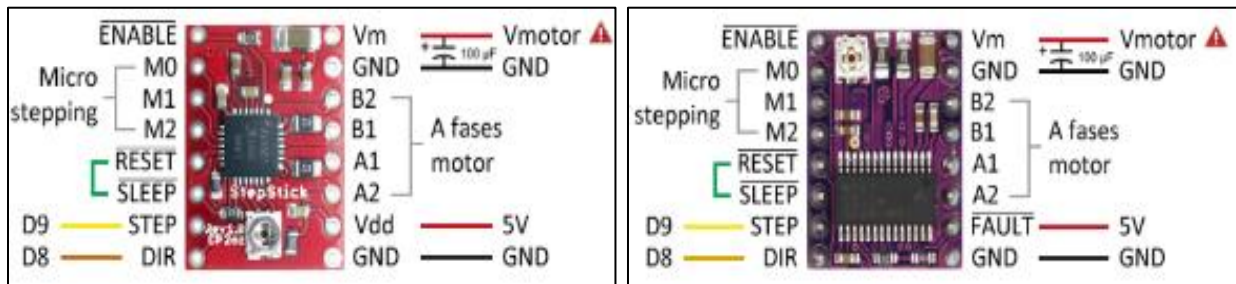 ENABLE
M0
M1
M2
Micro
stepping
RESET
SLEEP
D9 STEP
D8 DIR
StepStick
Vm Vmotor
100 µF
GND GND
B2
B1
A1
A2
A fases
motor
Vdd 5V
GND GND
ENABLE
M0
M1
M2
Micro
stepping
RESET
SLEEP
D9 STEP
D8 DIR
Vm Vmotor
100 µF
GND GND
B2
B1
A1
A2
A fases
motor
FAULT 5V
GND GND